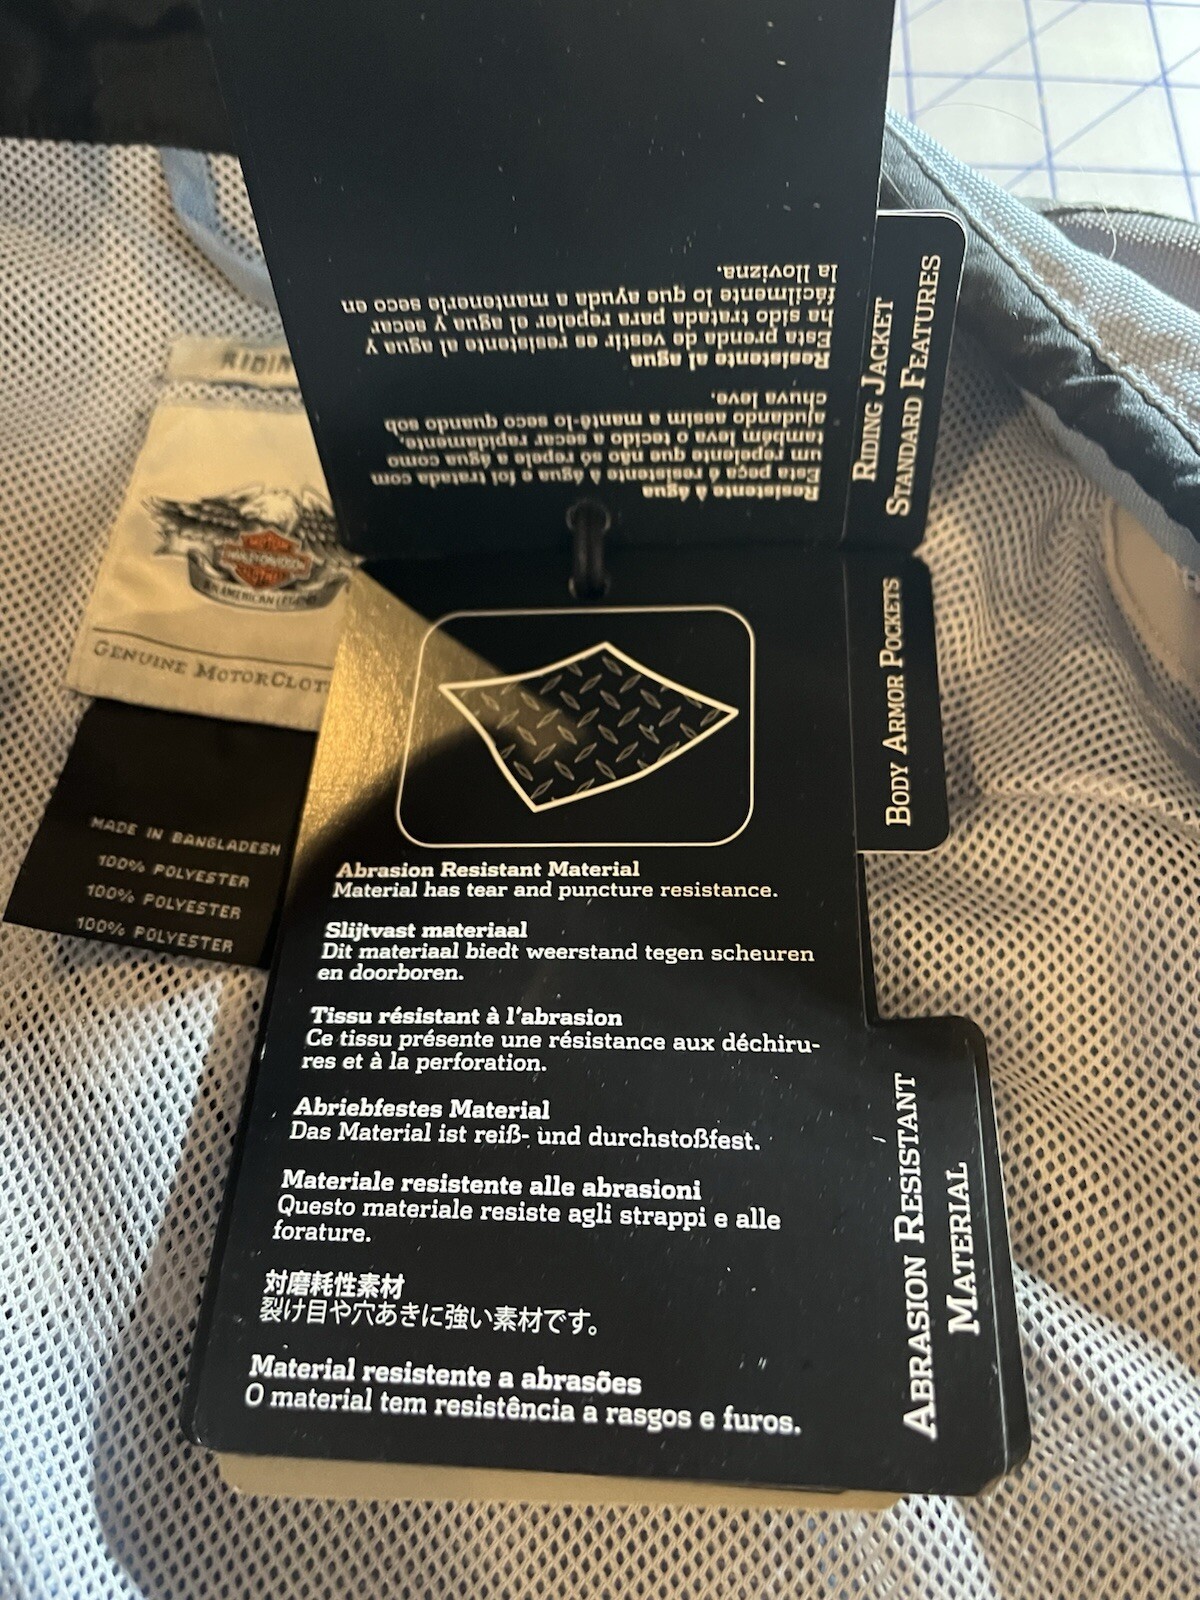 Resistente à água
Esta peça é resistente à água e foi tratada com
um repelente que não só repele a água como
também leva o tecido a secar rapidamente,
ajudando assim a mantê-lo seco quando sob
chuva leve.
Resistente al agua
Esta prenda de vestir es resistente al agua y
ha sido tratada para repeler el agua y secar
fácilmente lo que ayuda a mantenerle seco en
la llovizna.
RIDING JACKET
STANDARD FEATURES
BODY ARMOR POCKETS
RIDIN
MOTOR
HARLEY-DAVIDSON
CLOTHES
AN AMERICAN LEGEND
GENUINE MOTORCLOT
MADE IN BANGLADESH
100% POLYESTER
100% POLYESTER
100% POLYESTER
Abrasion Resistant Material
Material has tear and puncture resistance.
Slijtvast materiaal
Dit materiaal biedt weerstand tegen scheuren
en doorboren.
Tissu résistant à l'abrasion
Ce tissu présente une résistance aux déchiru-
res et à la perforation.
Abriebfestes Material
Das Material ist reiß- und durchstoßfest.
Materiale resistente alle abrasioni
Questo materiale resiste agli strappi e alle
forature.
対磨耗性素材
裂け目や穴あきに強い素材です。
Material resistente a abrasões
O material tem resistência a rasgos e furos.
ABRASION RESISTANT
MATERIAL